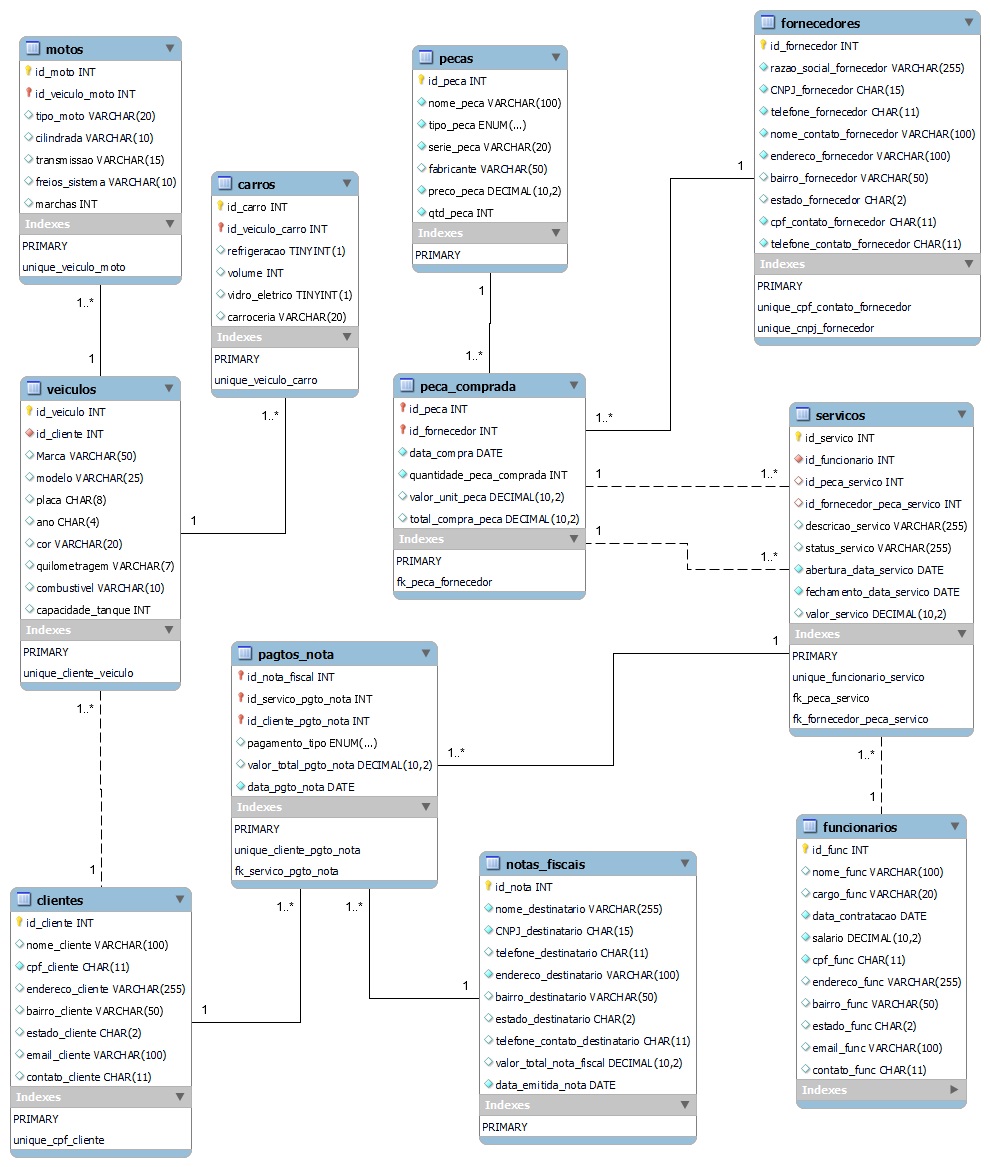 motos
id_moto INT
id_veiculo_moto INT
tipo_moto VARCHAR(20)
cilindrada VARCHAR(10)
transmissao VARCHAR(15)
freios_sistema VARCHAR(10)
marchas INT
Indexes
PRIMARY
unique_veiculo_moto
1..*
1
carros
id_carro INT
id_veiculo_carro INT
refrigeracao TINYINT(1)
volume INT
vidro_eletrico TINYINT(1)
carroceria VARCHAR(20)
Indexes
PRIMARY
unique_veiculo_carro
1..*
1
pecas
id_peca INT
nome_peca VARCHAR(100)
tipo_peca ENUM(...)
serie_peca VARCHAR(20)
fabricante VARCHAR(50)
preco_peca DECIMAL(10,2)
qtd_peca INT
Indexes
PRIMARY
1
1..*
fornecedores
id_fornecedor INT
razao_social_fornecedor VARCHAR(255)
CNPJ_fornecedor CHAR(15)
telefone_fornecedor CHAR(11)
nome_contato_fornecedor VARCHAR(100)
endereco_fornecedor VARCHAR(100)
bairro_fornecedor VARCHAR(50)
estado_fornecedor CHAR(2)
cpf_contato_fornecedor CHAR(11)
telefone_contato_fornecedor CHAR(11)
Indexes
PRIMARY
unique_cpf_contato_fornecedor
unique_cnpj_fornecedor
1
1..*
veiculos
id_veiculo INT
id_cliente INT
Marca VARCHAR(50)
modelo VARCHAR(25)
placa CHAR(8)
ano CHAR(4)
cor VARCHAR(20)
quilometragem VARCHAR(7)
combustivel VARCHAR(10)
capacidade_tanque INT
Indexes
PRIMARY
unique_cliente_veiculo
1..*
1
peca_comprada
id_peca INT
id_fornecedor INT
data_compra DATE
quantidade_peca_comprada INT
valor_unit_peca DECIMAL(10,2)
total_compra_peca DECIMAL(10,2)
Indexes
PRIMARY
fk_peca_fornecedor
1
1..*
1
1..*
servicos
id_servico INT
id_funcionario INT
id_peca_servico INT
id_fornecedor_peca_servico INT
descricao_servico VARCHAR(255)
status_servico VARCHAR(255)
abertura_data_servico DATE
fechamento_data_servico DATE
valor_servico DECIMAL(10,2)
Indexes
PRIMARY
unique_funcionario_servico
fk_peca_servico
fk_fornecedor_peca_servico
1
1..*
1..*
1
pagtos_nota
id_nota_fiscal INT
id_servico_pgto_nota INT
id_cliente_pgto_nota INT
pagamento_tipo ENUM(...)
valor_total_pgto_nota DECIMAL(10,2)
data_pgto_nota DATE
Indexes
PRIMARY
unique_cliente_pgto_nota
fk_servico_pgto_nota
1..*
1..*
1
1
clientes
id_cliente INT
nome_cliente VARCHAR(100)
cpf_cliente CHAR(11)
endereco_cliente VARCHAR(255)
bairro_cliente VARCHAR(50)
estado_cliente CHAR(2)
email_cliente VARCHAR(100)
contato_cliente CHAR(11)
Indexes
PRIMARY
unique_cpf_cliente
notas_fiscais
id_nota INT
nome_destinatario VARCHAR(255)
CNPJ_destinatario CHAR(15)
telefone_destinatario CHAR(11)
endereco_destinatario VARCHAR(100)
bairro_destinatario VARCHAR(50)
estado_destinatario CHAR(2)
telefone_contato_destinatario CHAR(11)
valor_total_nota_fiscal DECIMAL(10,2)
data_emitida_nota DATE
Indexes
PRIMARY
funcionarios
id_func INT
nome_func VARCHAR(100)
cargo_func VARCHAR(20)
data_contratacao DATE
salario DECIMAL(10,2)
cpf_func CHAR(11)
endereco_func VARCHAR(255)
bairro_func VARCHAR(50)
estado_func CHAR(2)
email_func VARCHAR(100)
contato_func CHAR(11)
Indexes